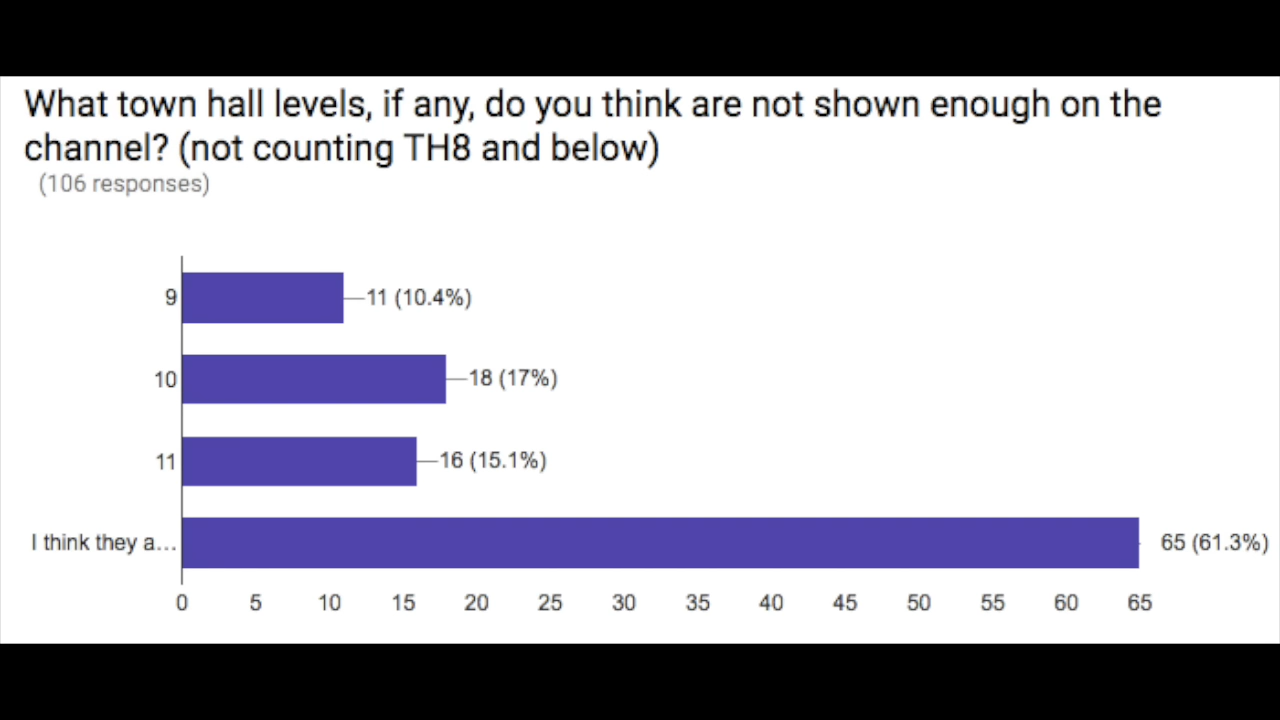 What town hall levels, if any, do you think are not shown enough on the
channel? (not counting TH8 and below)
(106 responses)
9 11 (10.4%)
10 18 (17%)
11 16 (15.1%)
I think they a... 65 (61.3%)
0 5 10 15 20 25 30 35 40 45 50 55 60 65